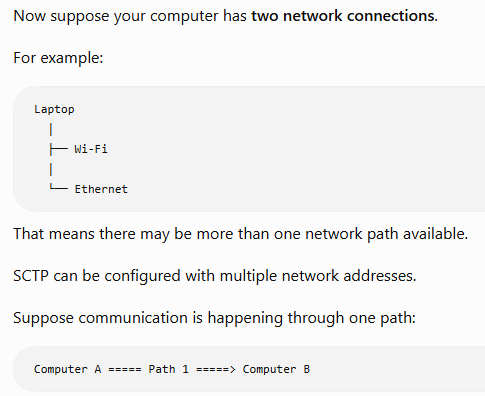 Now suppose your computer has two network connections.
For example:
Laptop
│
├── Wi-Fi
│
└── Ethernet
That means there may be more than one network path available.
SCTP can be configured with multiple network addresses.
Suppose communication is happening through one path:
Computer A ===== Path 1 =====> Computer B